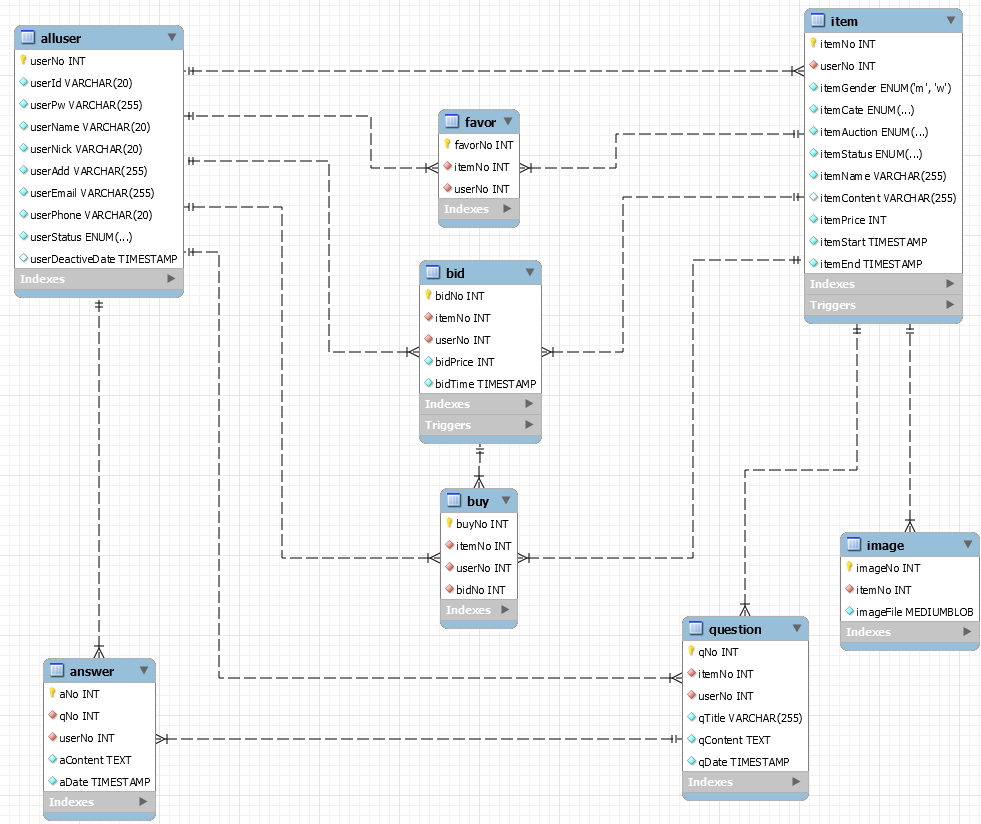 alluser
userNo INT
userId VARCHAR(20)
userPw VARCHAR(255)
userName VARCHAR(20)
userNick VARCHAR(20)
userAdd VARCHAR(255)
userEmail VARCHAR(255)
userPhone VARCHAR(20)
userStatus ENUM(...)
userDeactiveDate TIMESTAMP
Indexes
favor
favorNo INT
itemNo INT
userNo INT
Indexes
item
itemNo INT
userNo INT
itemGender ENUM('m', 'w')
itemCate ENUM(...)
itemAuction ENUM(...)
itemStatus ENUM(...)
itemName VARCHAR(255)
itemContent VARCHAR(255)
itemPrice INT
itemStart TIMESTAMP
itemEnd TIMESTAMP
Indexes
Triggers
bid
bidNo INT
itemNo INT
userNo INT
bidPrice INT
bidTime TIMESTAMP
Indexes
Triggers
buy
buyNo INT
itemNo INT
userNo INT
bidNo INT
Indexes
image
imageNo INT
itemNo INT
imageFile MEDIUMBLOB
Indexes
answer
aNo INT
qNo INT
userNo INT
aContent TEXT
aDate TIMESTAMP
Indexes
question
qNo INT
itemNo INT
userNo INT
qTitle VARCHAR(255)
qContent TEXT
qDate TIMESTAMP
Indexes